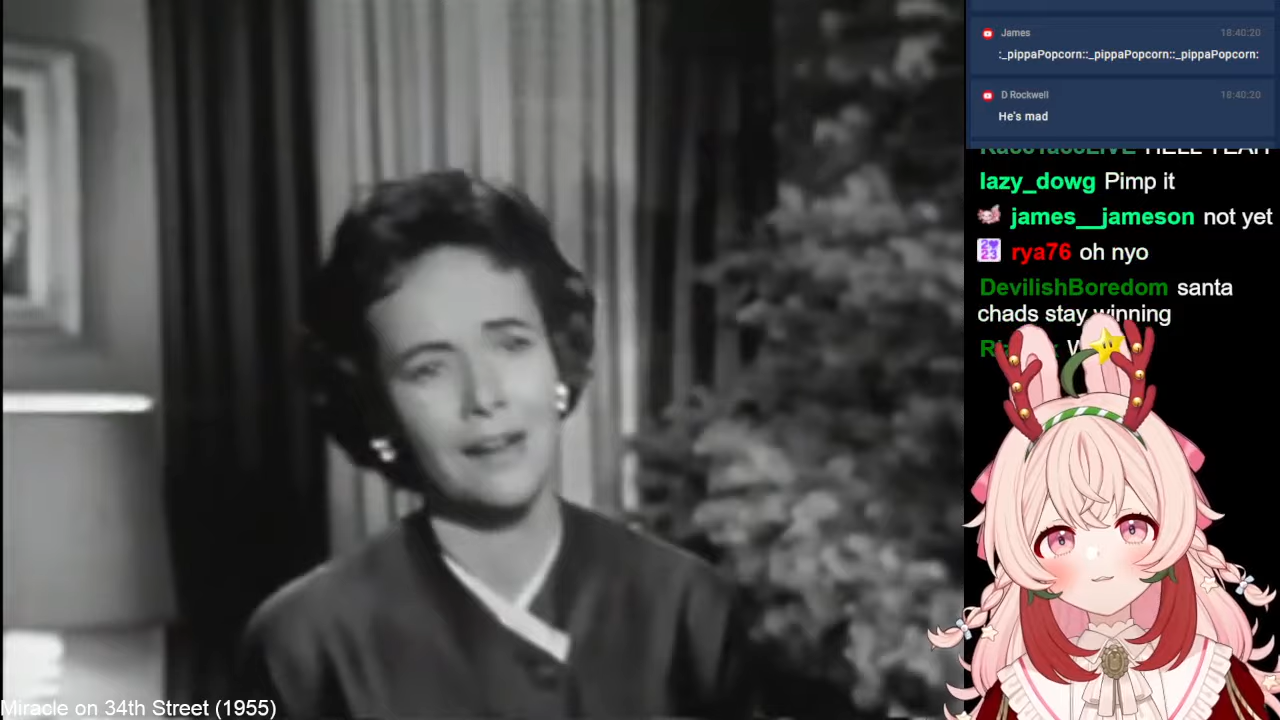 James 18:40:20
:_pippaPopcorn::_pippaPopcorn::_pippaPopcorn:
D Rockwell 18:40:20
He's mad
lazy_dowg Pimp it
james__jameson not yet
rya76 oh nyo
DevilishBoredom santa
chads stay winning
Miracle on 34th Street (1955)